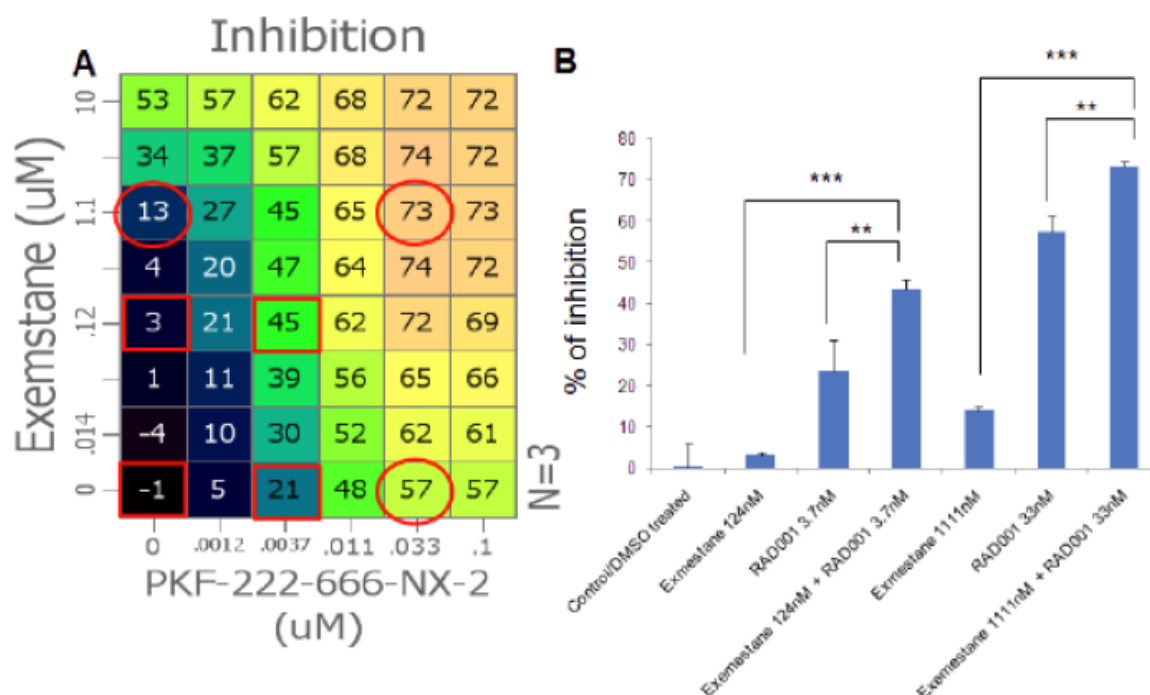 Inhibition
A
10 53 57 62 68 72 72
34 37 57 68 74 72
1.1 13 27 45 65 73 73
4 20 47 64 74 72
.12 3 21 45 62 72 69
1 11 39 56 65 66
.014 -4 10 30 52 62 61
0 -1 5 21 48 57 57
0 .0012 .0037 .011 .033 .1
Exemstane (uM)
PKF-222-666-NX-2
(uM)
N=3
B
***
**
***
**
% of inhibition
80
70
60
50
40
30
20
10
0
Control/DMSO treated
Exmestane 124nM
RAD001 3.7nM
Exemestane 124nM + RAD001 3.7nM
Exmestane 1111nM
RAD001 33nM
Exemestane 1111nM + RAD001 33nM